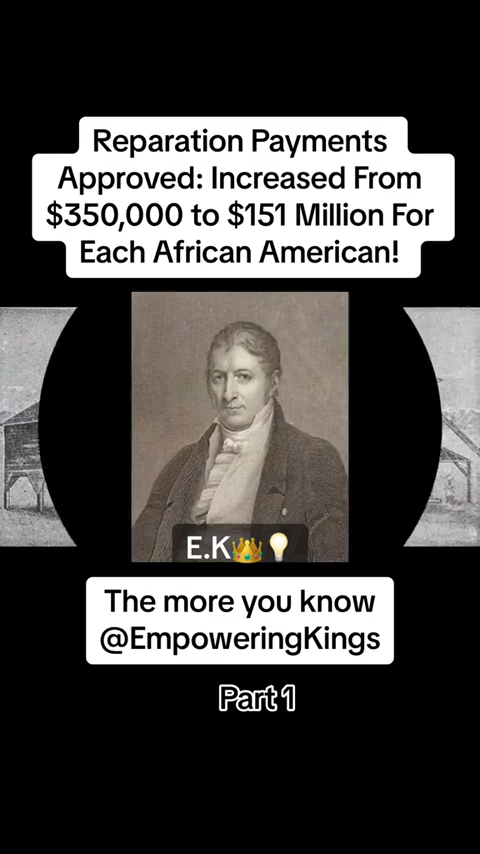 Reparation Payments
Approved: Increased From
$350,000 to $151 Million For
Each African American!
E.K👑💡
The more you know
@EmpoweringKings
Part 1